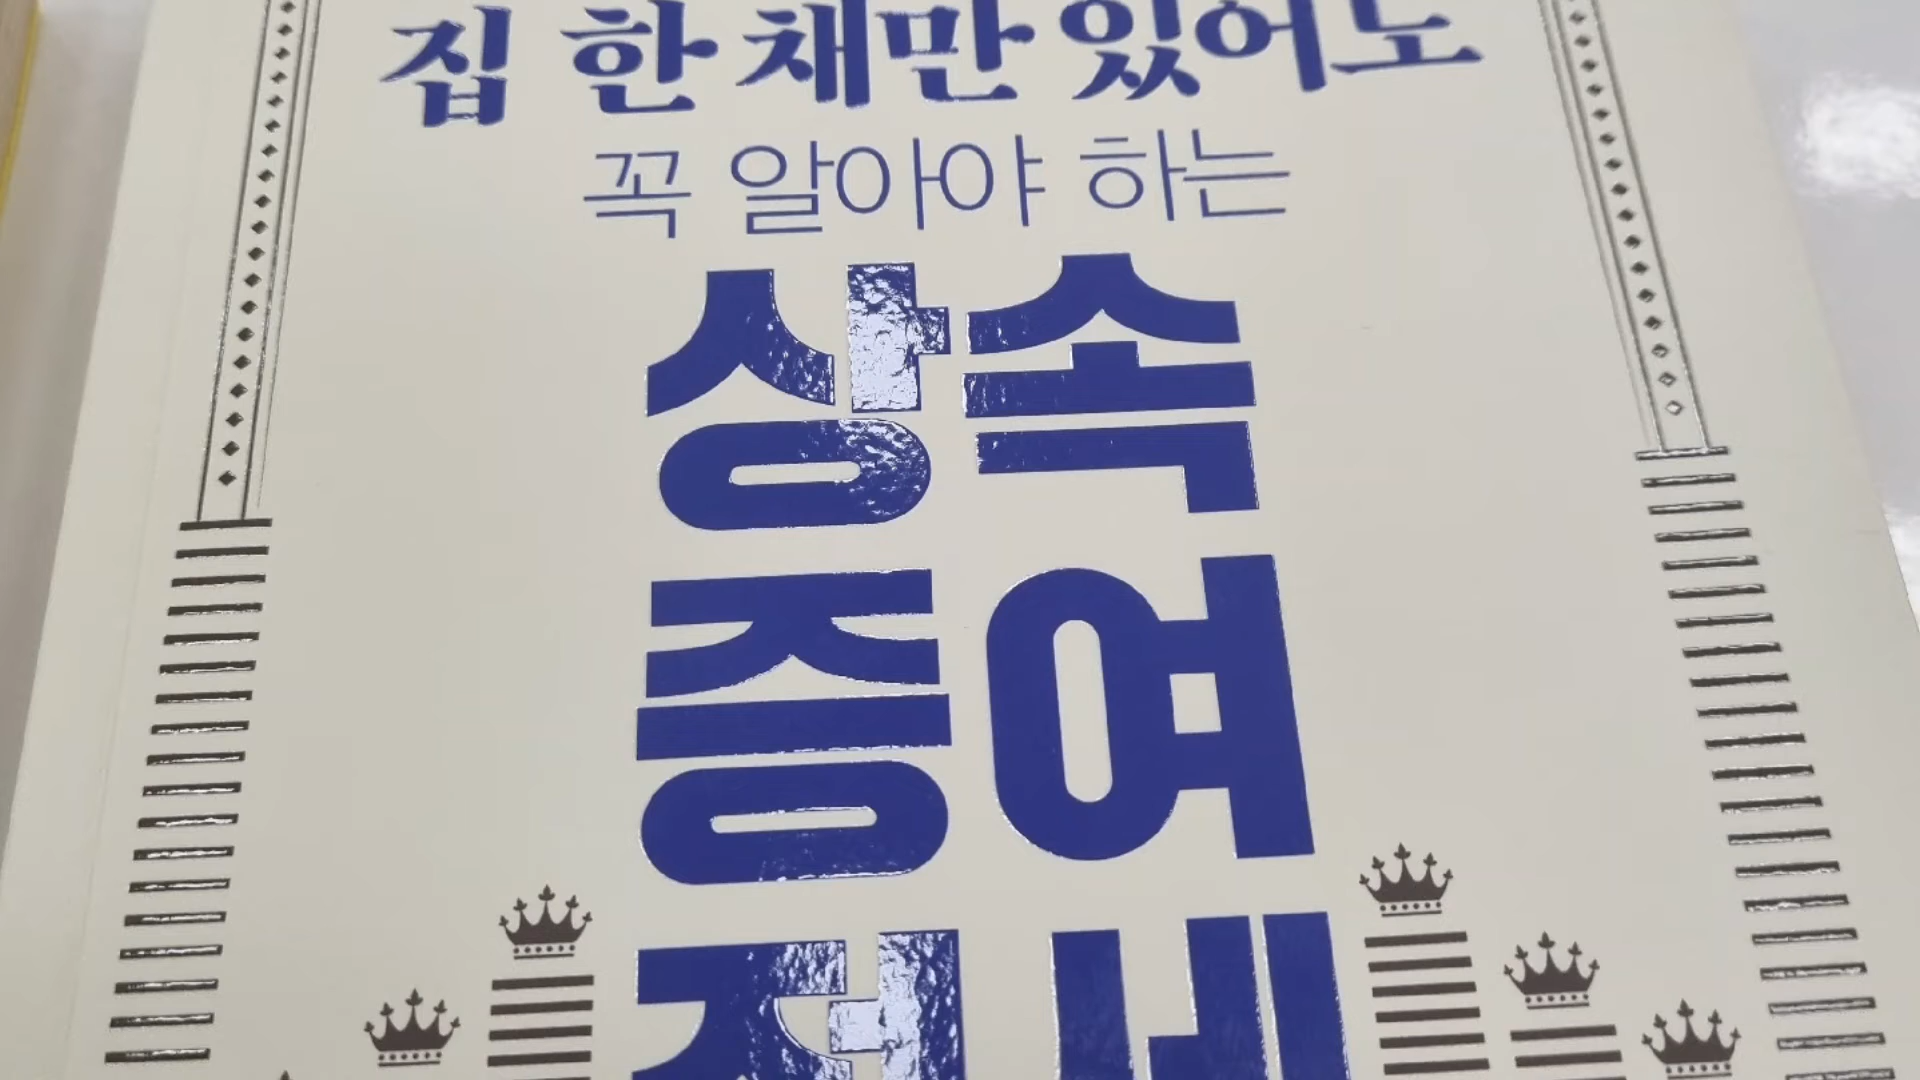 집 한 채만 있어도
꼭 알아야 하는
상속
증여